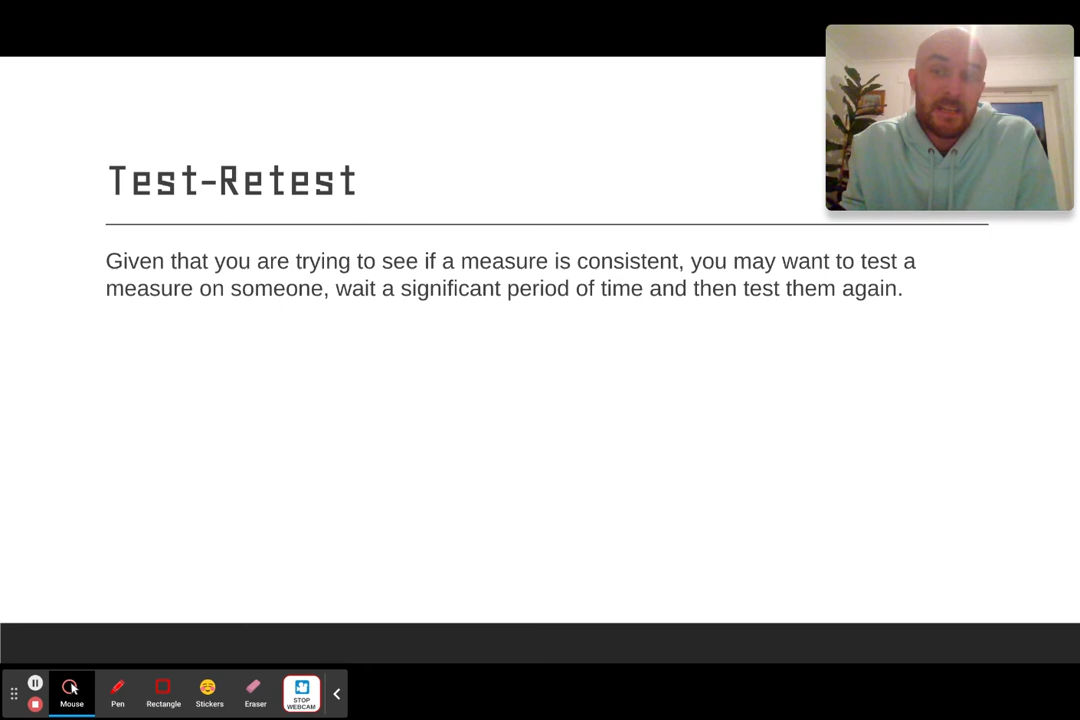 Test-Retest
Given that you are trying to see if a measure is consistent, you may want to test a
measure on someone, wait a significant period of time and then test them again.
Mouse
Pen
Rectangle
Stickers
Eraser
STOP
WEBCAM